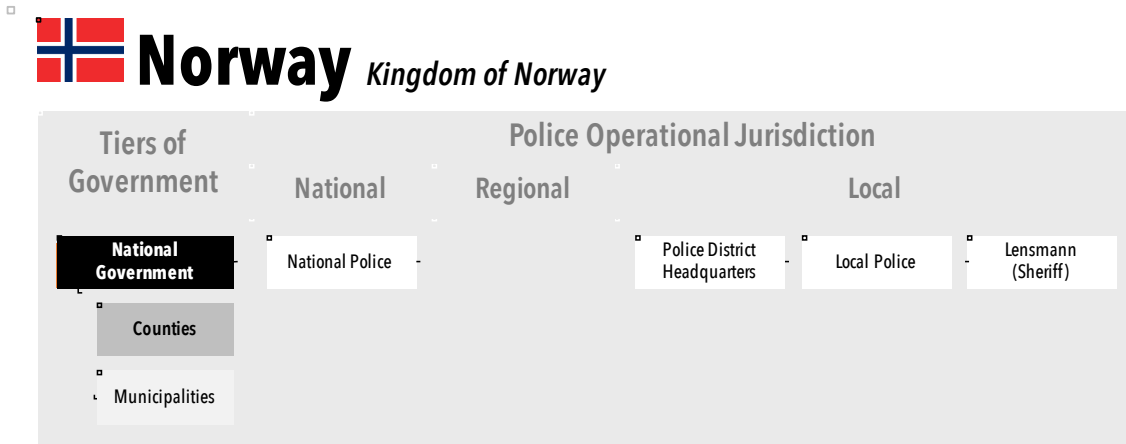 Norway Kingdom of Norway
Tiers of
Government
Police Operational Jurisdiction
National
Regional
Local
National
Government
National Police
Police District
Headquarters
Local Police
Lensmann
(Sheriff)
Counties
Municipalities